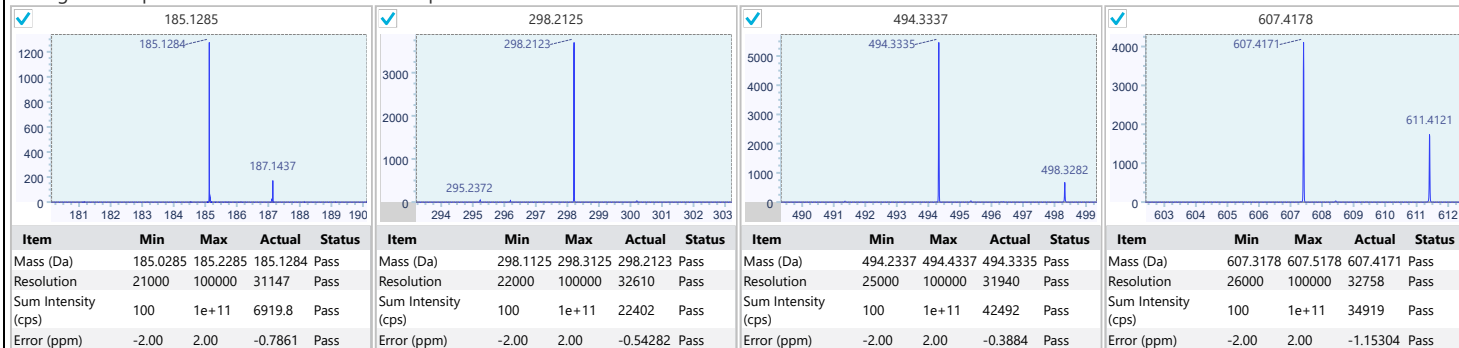 185.1285
1200
1000
800
600
400
200
0
185.1284
187.1437
181 182 183 184 185 186 187 188 189 190
Item Min Max Actual Status
Mass (Da) 185.0285 185.2285 185.1284 Pass
Resolution 21000 100000 31147 Pass
Sum Intensity (cps) 100 1e+11 6919.8 Pass
Error (ppm) -2.00 2.00 -0.7861 Pass
298.2125
3000
2000
1000
0
298.2123
295.2372
294 295 296 297 298 299 300 301 302 303
Item Min Max Actual Status
Mass (Da) 298.1125 298.3125 298.2123 Pass
Resolution 22000 100000 32610 Pass
Sum Intensity (cps) 100 1e+11 22402 Pass
Error (ppm) -2.00 2.00 -0.54282 Pass
494.3337
5000
4000
3000
2000
1000
0
494.3335
498.3282
490 491 492 493 494 495 496 497 498 499
Item Min Max Actual Status
Mass (Da) 494.2337 494.4337 494.3335 Pass
Resolution 25000 100000 31940 Pass
Sum Intensity (cps) 100 1e+11 42492 Pass
Error (ppm) -2.00 2.00 -0.3884 Pass
607.4178
4000
3000
2000
1000
0
607.4171
611.4121
603 604 605 606 607 608 609 610 611 612
Item Min Max Actual Status
Mass (Da) 607.3178 607.5178 607.4171 Pass
Resolution 26000 100000 32758 Pass
Sum Intensity (cps) 100 1e+11 34919 Pass
Error (ppm) -2.00 2.00 -1.15304 Pass